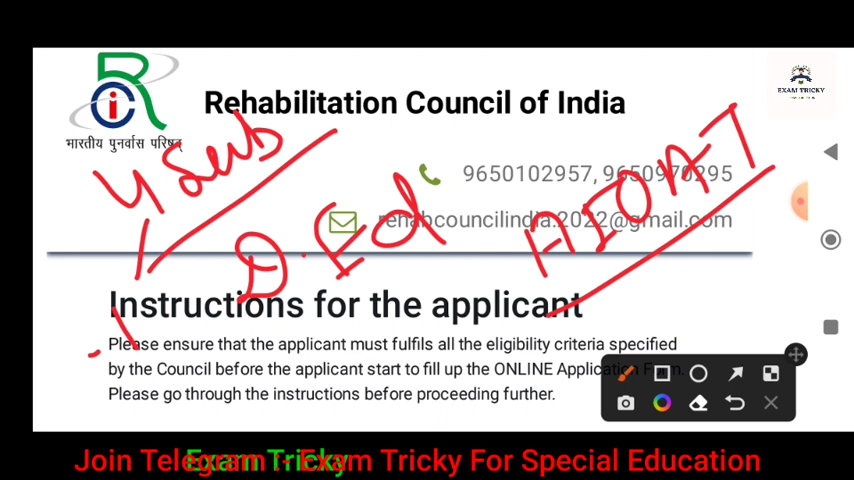 EXAM TRICKY
Rehabilitation Council of India
भारतीय पुनर्वास परिषद्
4 Sub
9650102957, 9650970295
rehabcouncilindia.2022@gmail.com
D.Ed
AIOAT
Instructions for the applicant
Please ensure that the applicant must fulfils all the eligibility criteria specified
by the Council before the applicant start to fill up the ONLINE Application Form.
Please go through the instructions before proceeding further.
Join Telegram :- Exam Tricky For Special Education
Exam Tricky